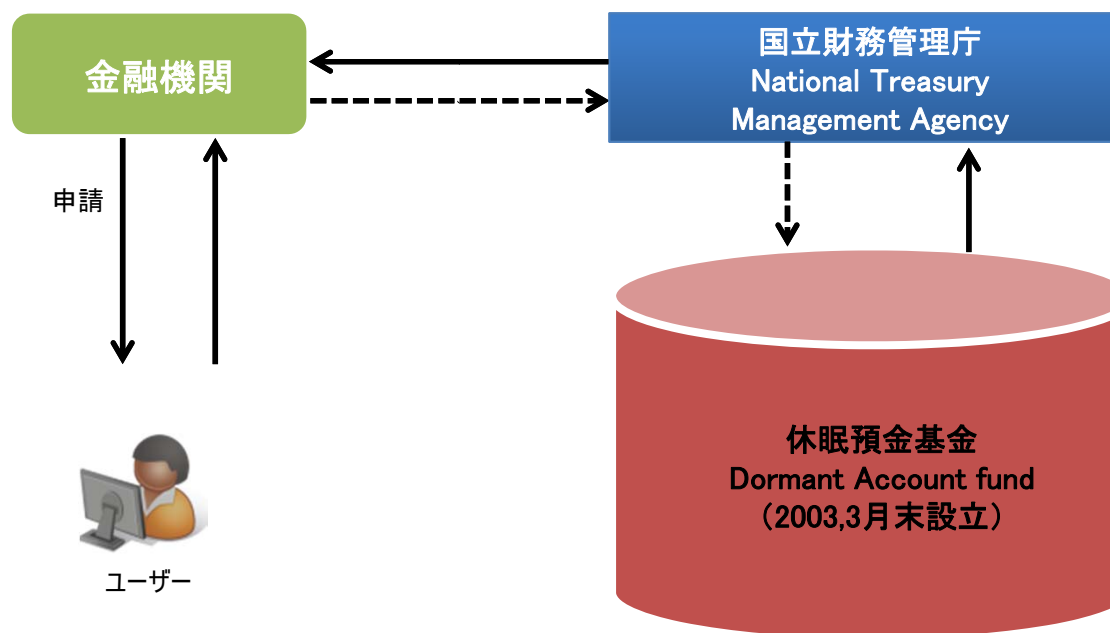 金融機関
国立財務管理庁
National Treasury
Management Agency
申請
休眠預金基金
Dormant Account fund
（2003,3月末設立）
ユーザー